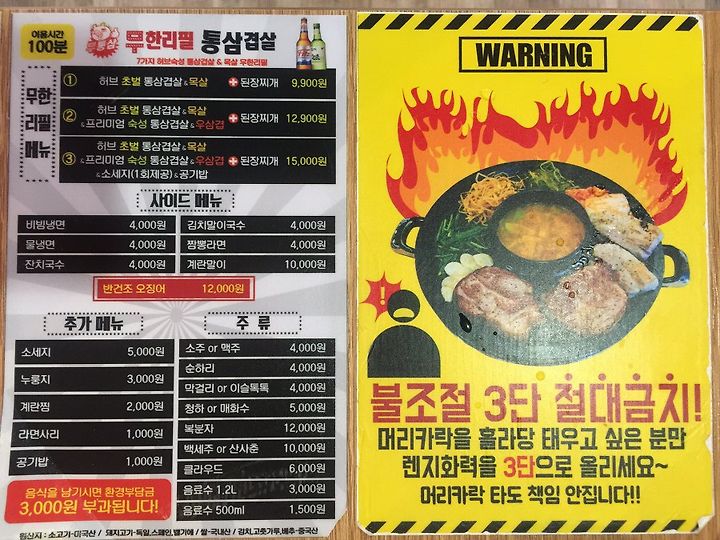 이용시간
100분
무통삼
무한리필 통삼겹살
7가지 허브숙성 통삼겹살 & 목살 무한리필
무한
리필
메뉴
① 허브 초벌 통삼겹살 & 목살 + 된장찌개 9,900원
② 허브 초벌 통삼겹살 & 목살
& 프리미엄 숙성 통삼겹살 & 우삼겹 + 된장찌개 12,900원
③ 허브 초벌 통삼겹살 & 목살
& 프리미엄 숙성 통삼겹살 & 우삼겹 + 된장찌개 15,000원
& 소세지(1회제공) & 공기밥
사이드 메뉴
비빔냉면 4,000원
물냉면 4,000원
잔치국수 4,000원
김치말이국수 4,000원
짬뽕라면 4,000원
계란말이 10,000원
반건조 오징어 12,000원
추가 메뉴
소세지 5,000원
누룽지 3,000원
계란찜 2,000원
라면사리 1,000원
공기밥 1,000원
음식을 남기시면 환경부담금
3,000원 부과됩니다!
주 류
소주 or 맥주 4,000원
순하리 4,000원
막걸리 or 이슬톡톡 4,000원
청하 or 매화수 5,000원
복분자 12,000원
백세주 or 산사춘 10,000원
클라우드 6,000원
음료수 1.2L 3,000원
음료수 500ml 1,500원
원산지 : 소고기-미국산 / 돼지고기-독일,스페인,벨기에 / 쌀-국내산 / 김치,고춧가루,배추-중국산
WARNING
불조절 3단 절대금지!
머리카락을 홀라당 태우고 싶은 분만
렌지화력을 3단으로 올리세요~
머리카락 타도 책임 안집니다!!